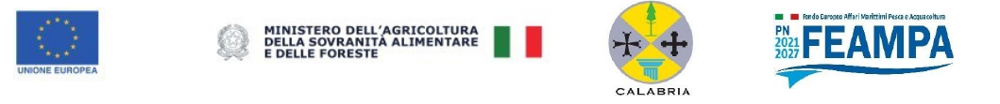 UNIONE EUROPEA
MINISTERO DELL'AGRICOLTURA
DELLA SOVRANITÀ ALIMENTARE
E DELLE FORESTE
CALABRIA
Fondo Europeo Affari Marittimi Pesca e Acquacoltura
PN
2021
2027
FEAMPA